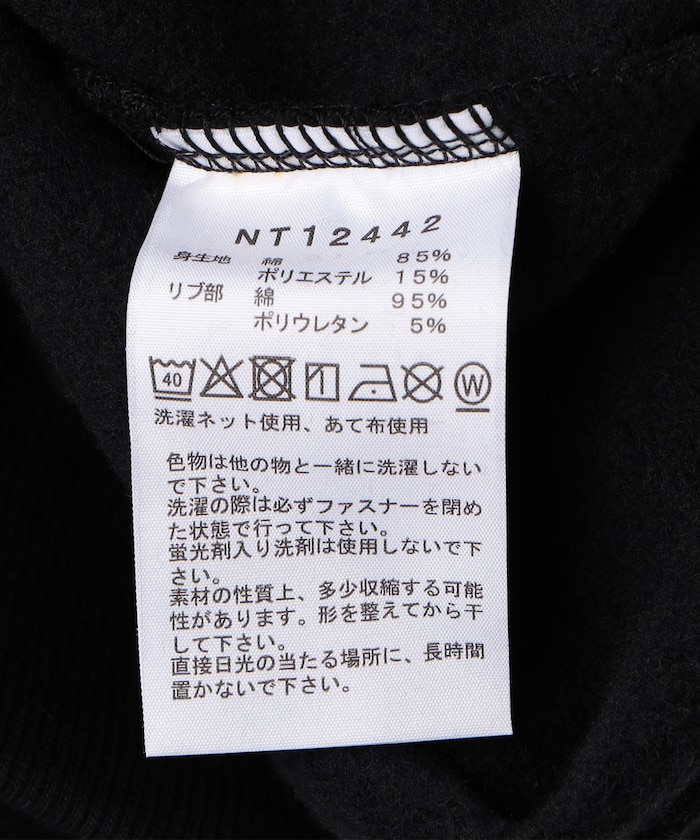 NT12442
身生地 綿 85%
ポリエステル 15%
リブ部 綿 95%
ポリウレタン 5%
40 W
洗濯ネット使用、あて布使用
色物は他の物と一緒に洗濯しない
で下さい。
洗濯の際は必ずファスナーを閉め
た状態で行って下さい。
蛍光剤入り洗剤は使用しないで下
さい。
素材の性質上、多少収縮する可能
性があります。形を整えてから干
して下さい。
直接日光の当たる場所に、長時間
置かないで下さい。